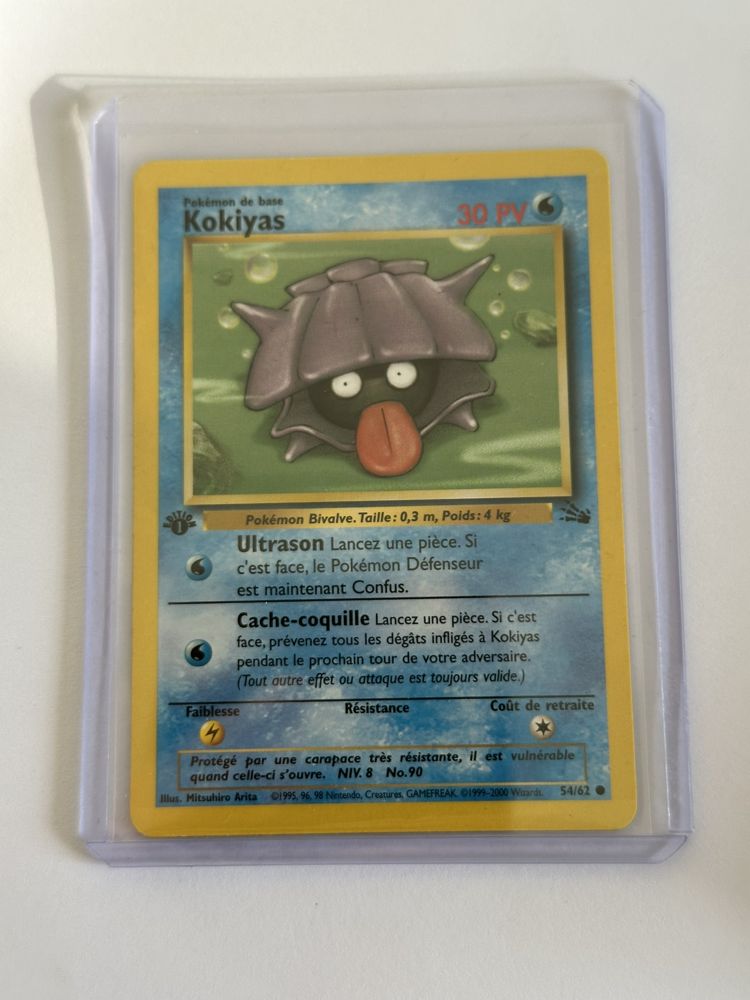 Pokémon de base
Kokiyas
30 PV
EDITION
1
Pokémon Bivalve. Taille: 0,3 m, Poids: 4 kg
Ultrason Lancez une pièce. Si
c'est face, le Pokémon Défenseur
est maintenant Confus.
Cache-coquille Lancez une pièce. Si c'est
face, prévenez tous les dégâts infligés à Kokiyas
pendant le prochain tour de votre adversaire.
(Tout autre effet ou attaque est toujours valide.)
Faiblesse Résistance Coût de retraite
Protégé par une carapace très résistante, il est vulnérable
quand celle-ci s'ouvre. NIV. 8 No.90
Illus. Mitsuhiro Arita ©1995, 96, 98 Nintendo, Creatures, GAMEFREAK. ©1999-2000 Wizards. 54/62